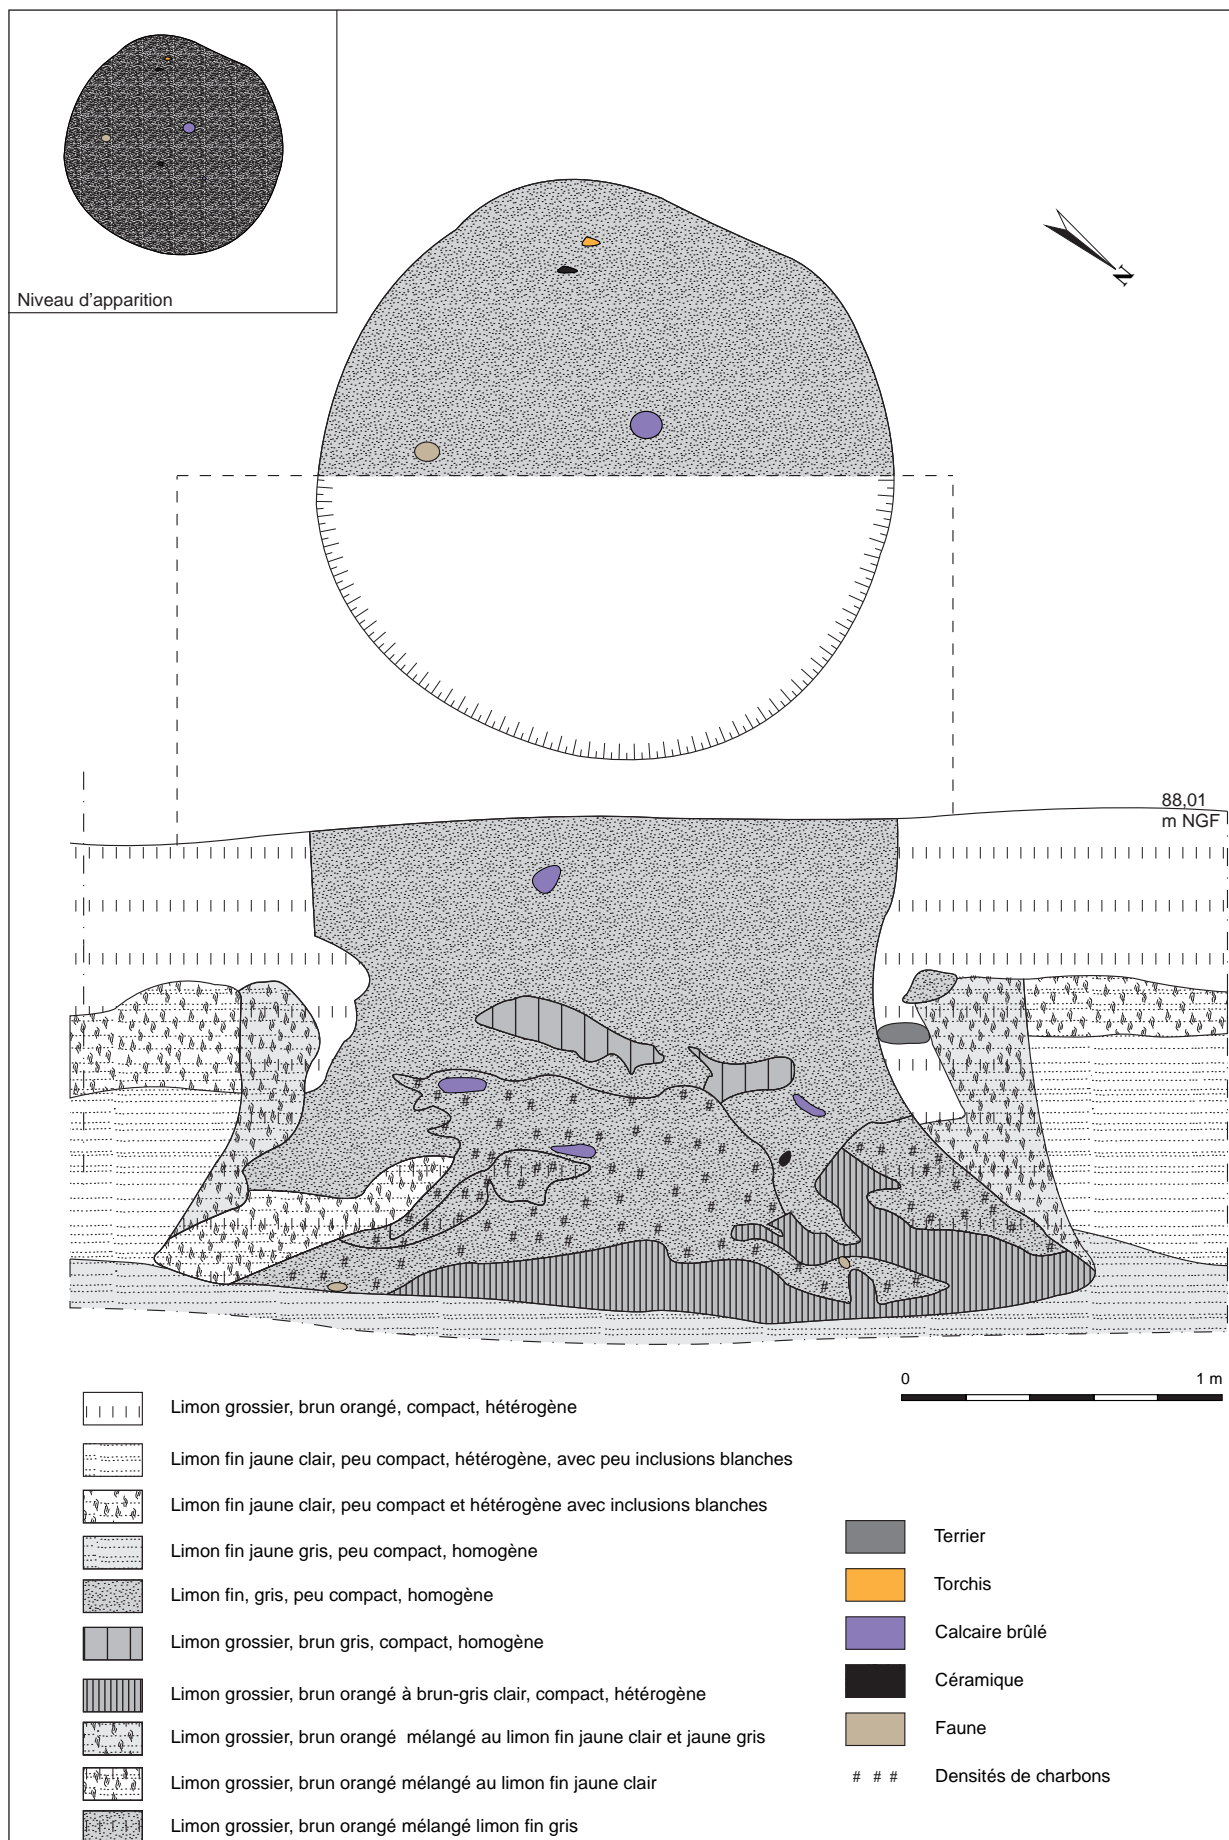 Niveau d'apparition
N
88,01
m NGF
0 1 m
Limon grossier, brun orangé, compact, hétérogène
Limon fin jaune clair, peu compact, hétérogène, avec peu inclusions blanches
Limon fin jaune clair, peu compact et hétérogène avec inclusions blanches
Limon fin jaune gris, peu compact, homogène
Limon fin, gris, peu compact, homogène
Limon grossier, brun gris, compact, homogène
Limon grossier, brun orangé à brun-gris clair, compact, hétérogène
Limon grossier, brun orangé mélangé au limon fin jaune clair et jaune gris
Limon grossier, brun orangé mélangé au limon fin jaune clair
Limon grossier, brun orangé mélangé limon fin gris
Terrier
Torchis
Calcaire brûlé
Céramique
Faune
# # # Densités de charbons